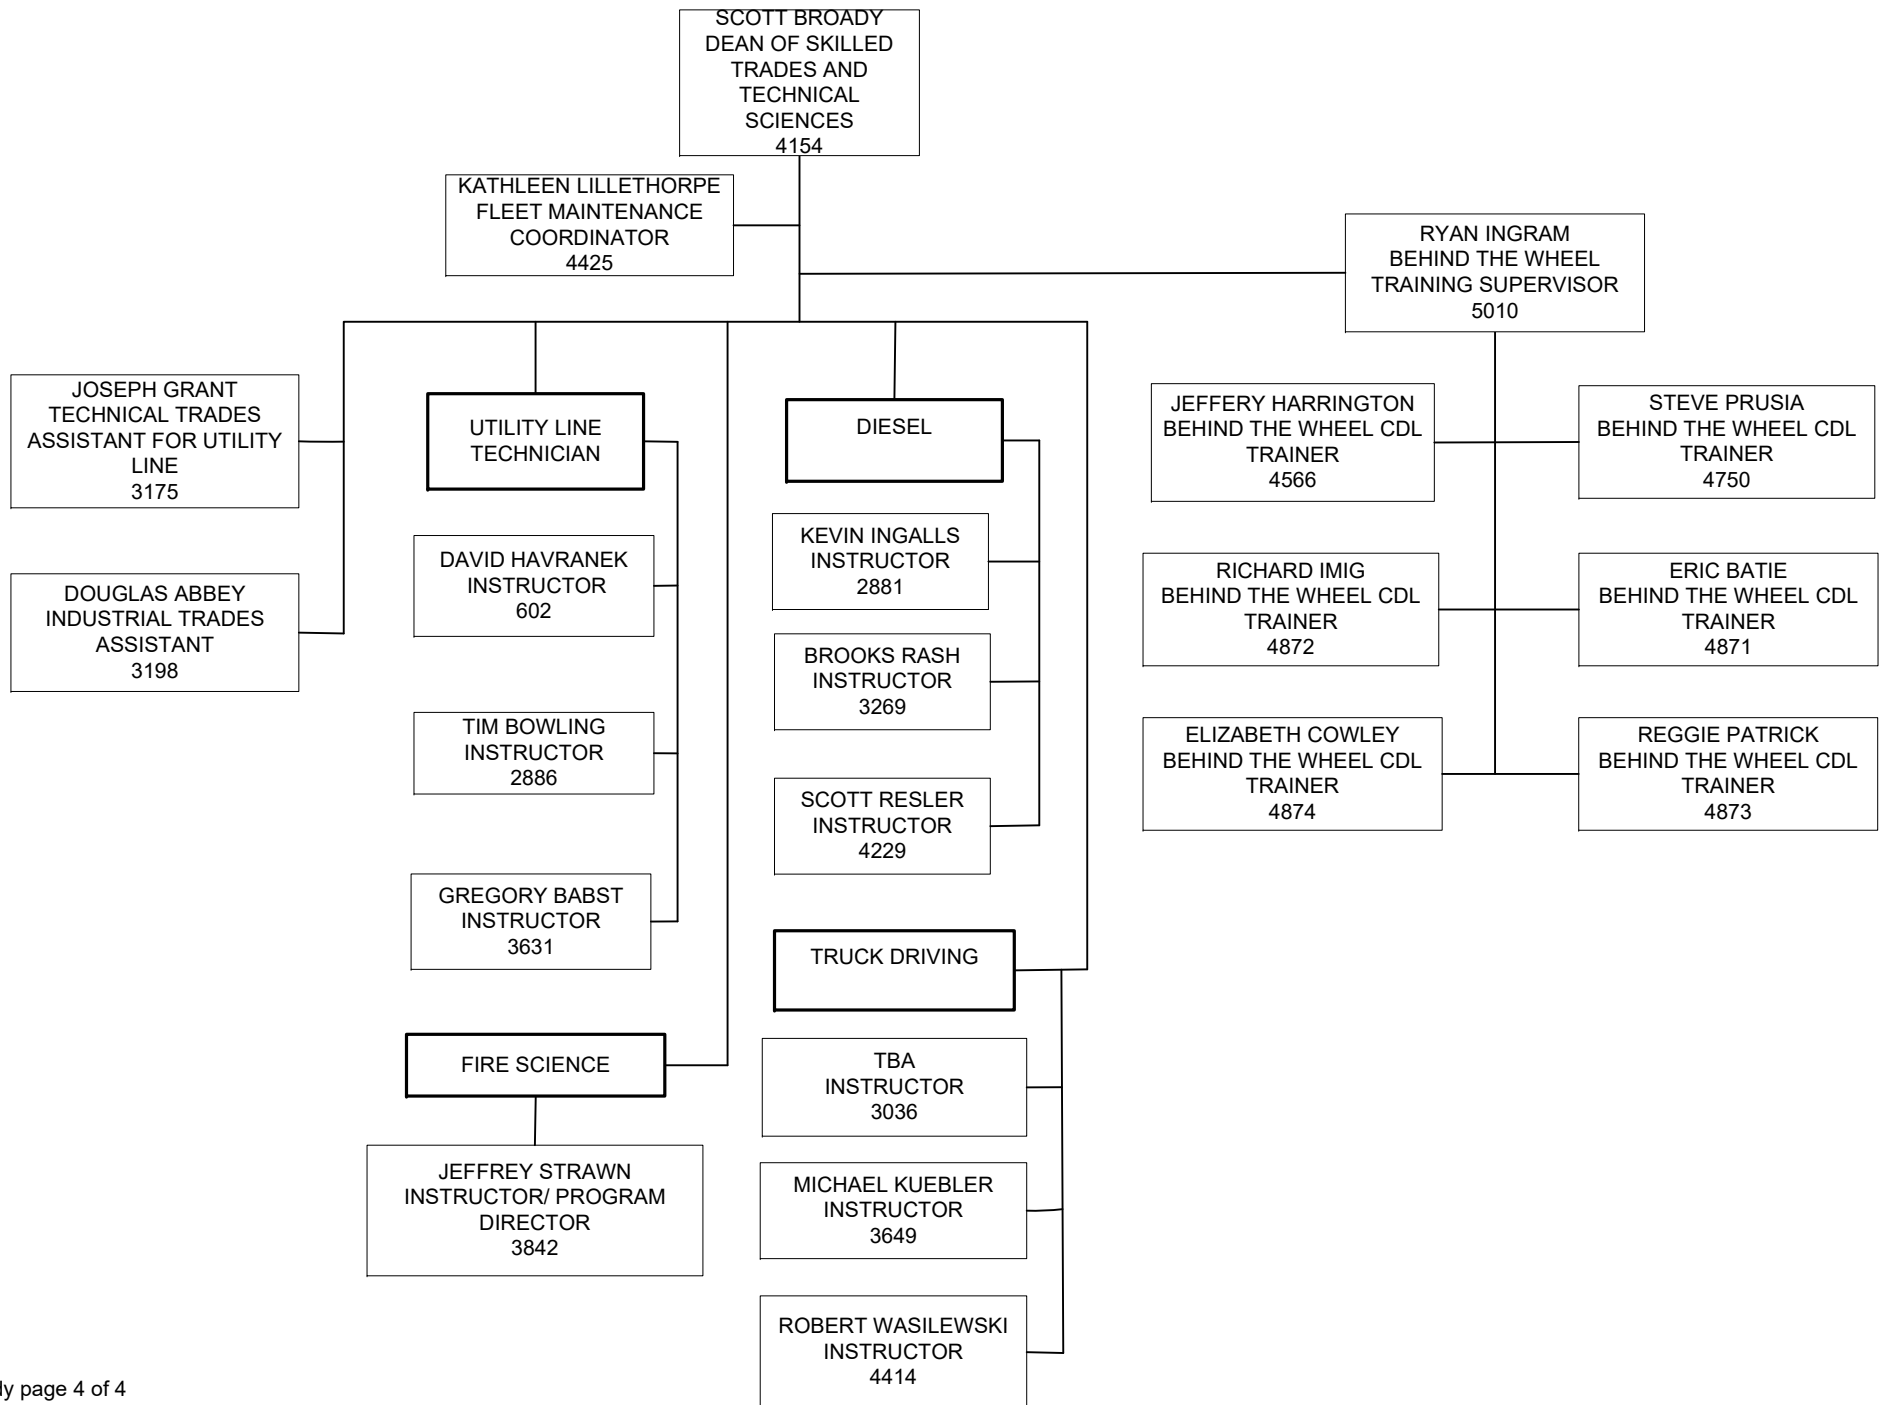 SCOTT BROADY
DEAN OF SKILLED
TRADES AND
TECHNICAL
SCIENCES
4154
KATHLEEN LILLETHORPE
FLEET MAINTENANCE
COORDINATOR
4425
RYAN INGRAM
BEHIND THE WHEEL
TRAINING SUPERVISOR
5010
JOSEPH GRANT
TECHNICAL TRADES
ASSISTANT FOR UTILITY
LINE
3175
DOUGLAS ABBEY
INDUSTRIAL TRADES
ASSISTANT
3198
UTILITY LINE
TECHNICIAN
DAVID HAVRANEK
INSTRUCTOR
602
TIM BOWLING
INSTRUCTOR
2886
GREGORY BABST
INSTRUCTOR
3631
FIRE SCIENCE
JEFFREY STRAWN
INSTRUCTOR/ PROGRAM
DIRECTOR
3842
DIESEL
KEVIN INGALLS
INSTRUCTOR
2881
BROOKS RASH
INSTRUCTOR
3269
SCOTT RESLER
INSTRUCTOR
4229
TRUCK DRIVING
TBA
INSTRUCTOR
3036
MICHAEL KUEBLER
INSTRUCTOR
3649
ROBERT WASILEWSKI
INSTRUCTOR
4414
JEFFERY HARRINGTON
BEHIND THE WHEEL CDL
TRAINER
4566
STEVE PRUSIA
BEHIND THE WHEEL CDL
TRAINER
4750
RICHARD IMIG
BEHIND THE WHEEL CDL
TRAINER
4872
ERIC BATIE
BEHIND THE WHEEL CDL
TRAINER
4871
ELIZABETH COWLEY
BEHIND THE WHEEL CDL
TRAINER
4874
REGGIE PATRICK
BEHIND THE WHEEL CDL
TRAINER
4873
page 4 of 4